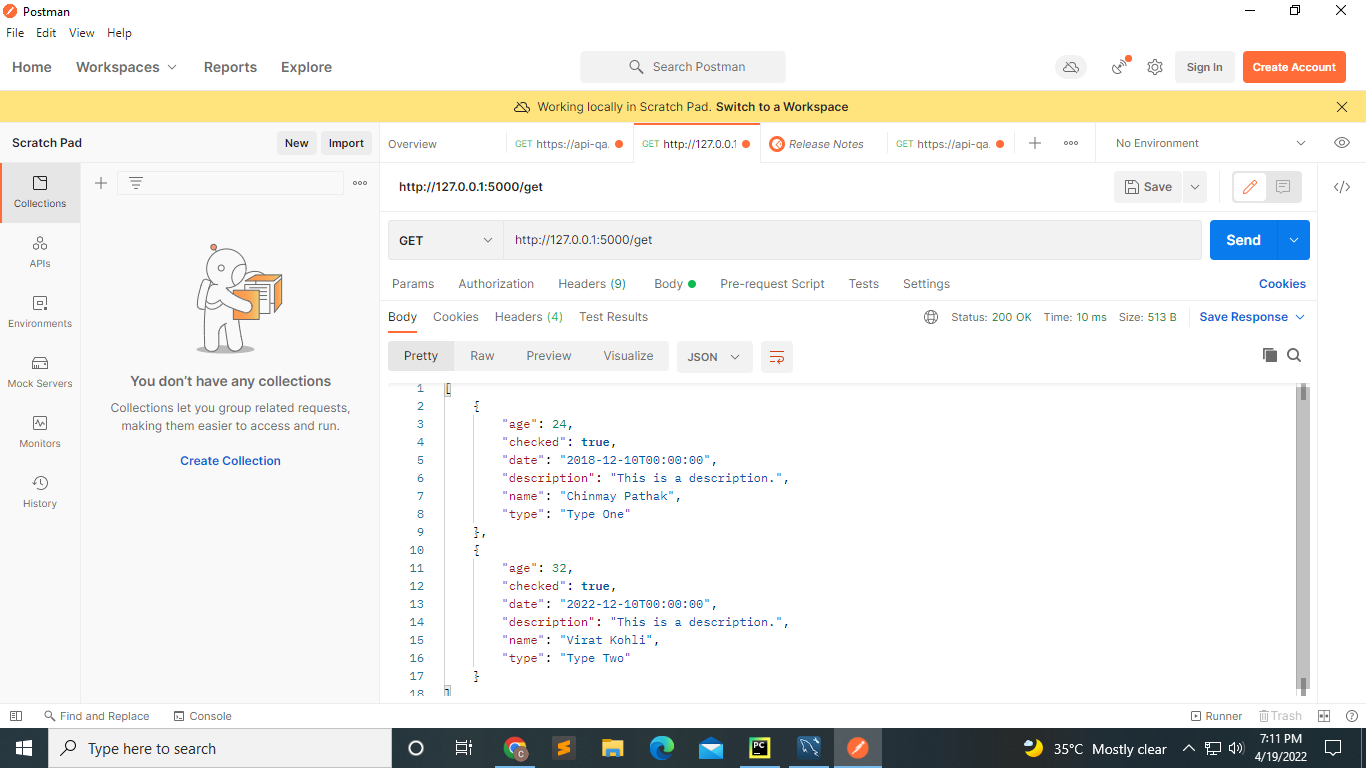 Postman
File Edit View Help
Home Workspaces Reports Explore Search Postman Sign In Create Account
Working locally in Scratch Pad. Switch to a Workspace
Scratch Pad New Import
Overview GET https://api-qa. GET http://127.0.0.1 Release Notes GET https://api-qa. No Environment
Collections
APIs
Environments
Mock Servers
Monitors
History
You don't have any collections
Collections let you group related requests,
making them easier to access and run.
Create Collection
http://127.0.0.1:5000/get Save
GET http://127.0.0.1:5000/get Send
Params Authorization Headers (9) Body Pre-request Script Tests Settings Cookies
Body Cookies Headers (4) Test Results Status: 200 OK Time: 10 ms Size: 513 B Save Response
Pretty Raw Preview Visualize JSON
1 [
2 {
3 "age": 24,
4 "checked": true,
5 "date": "2018-12-10T00:00:00",
6 "description": "This is a description.",
7 "name": "Chinmay Pathak",
8 "type": "Type One"
9 },
10 {
11 "age": 32,
12 "checked": true,
13 "date": "2022-12-10T00:00:00",
14 "description": "This is a description.",
15 "name": "Virat Kohli",
16 "type": "Type Two"
17 }
18 ]
Find and Replace Console Runner Trash
Type here to search C PC 35°C Mostly clear 7:11 PM
4/19/2022